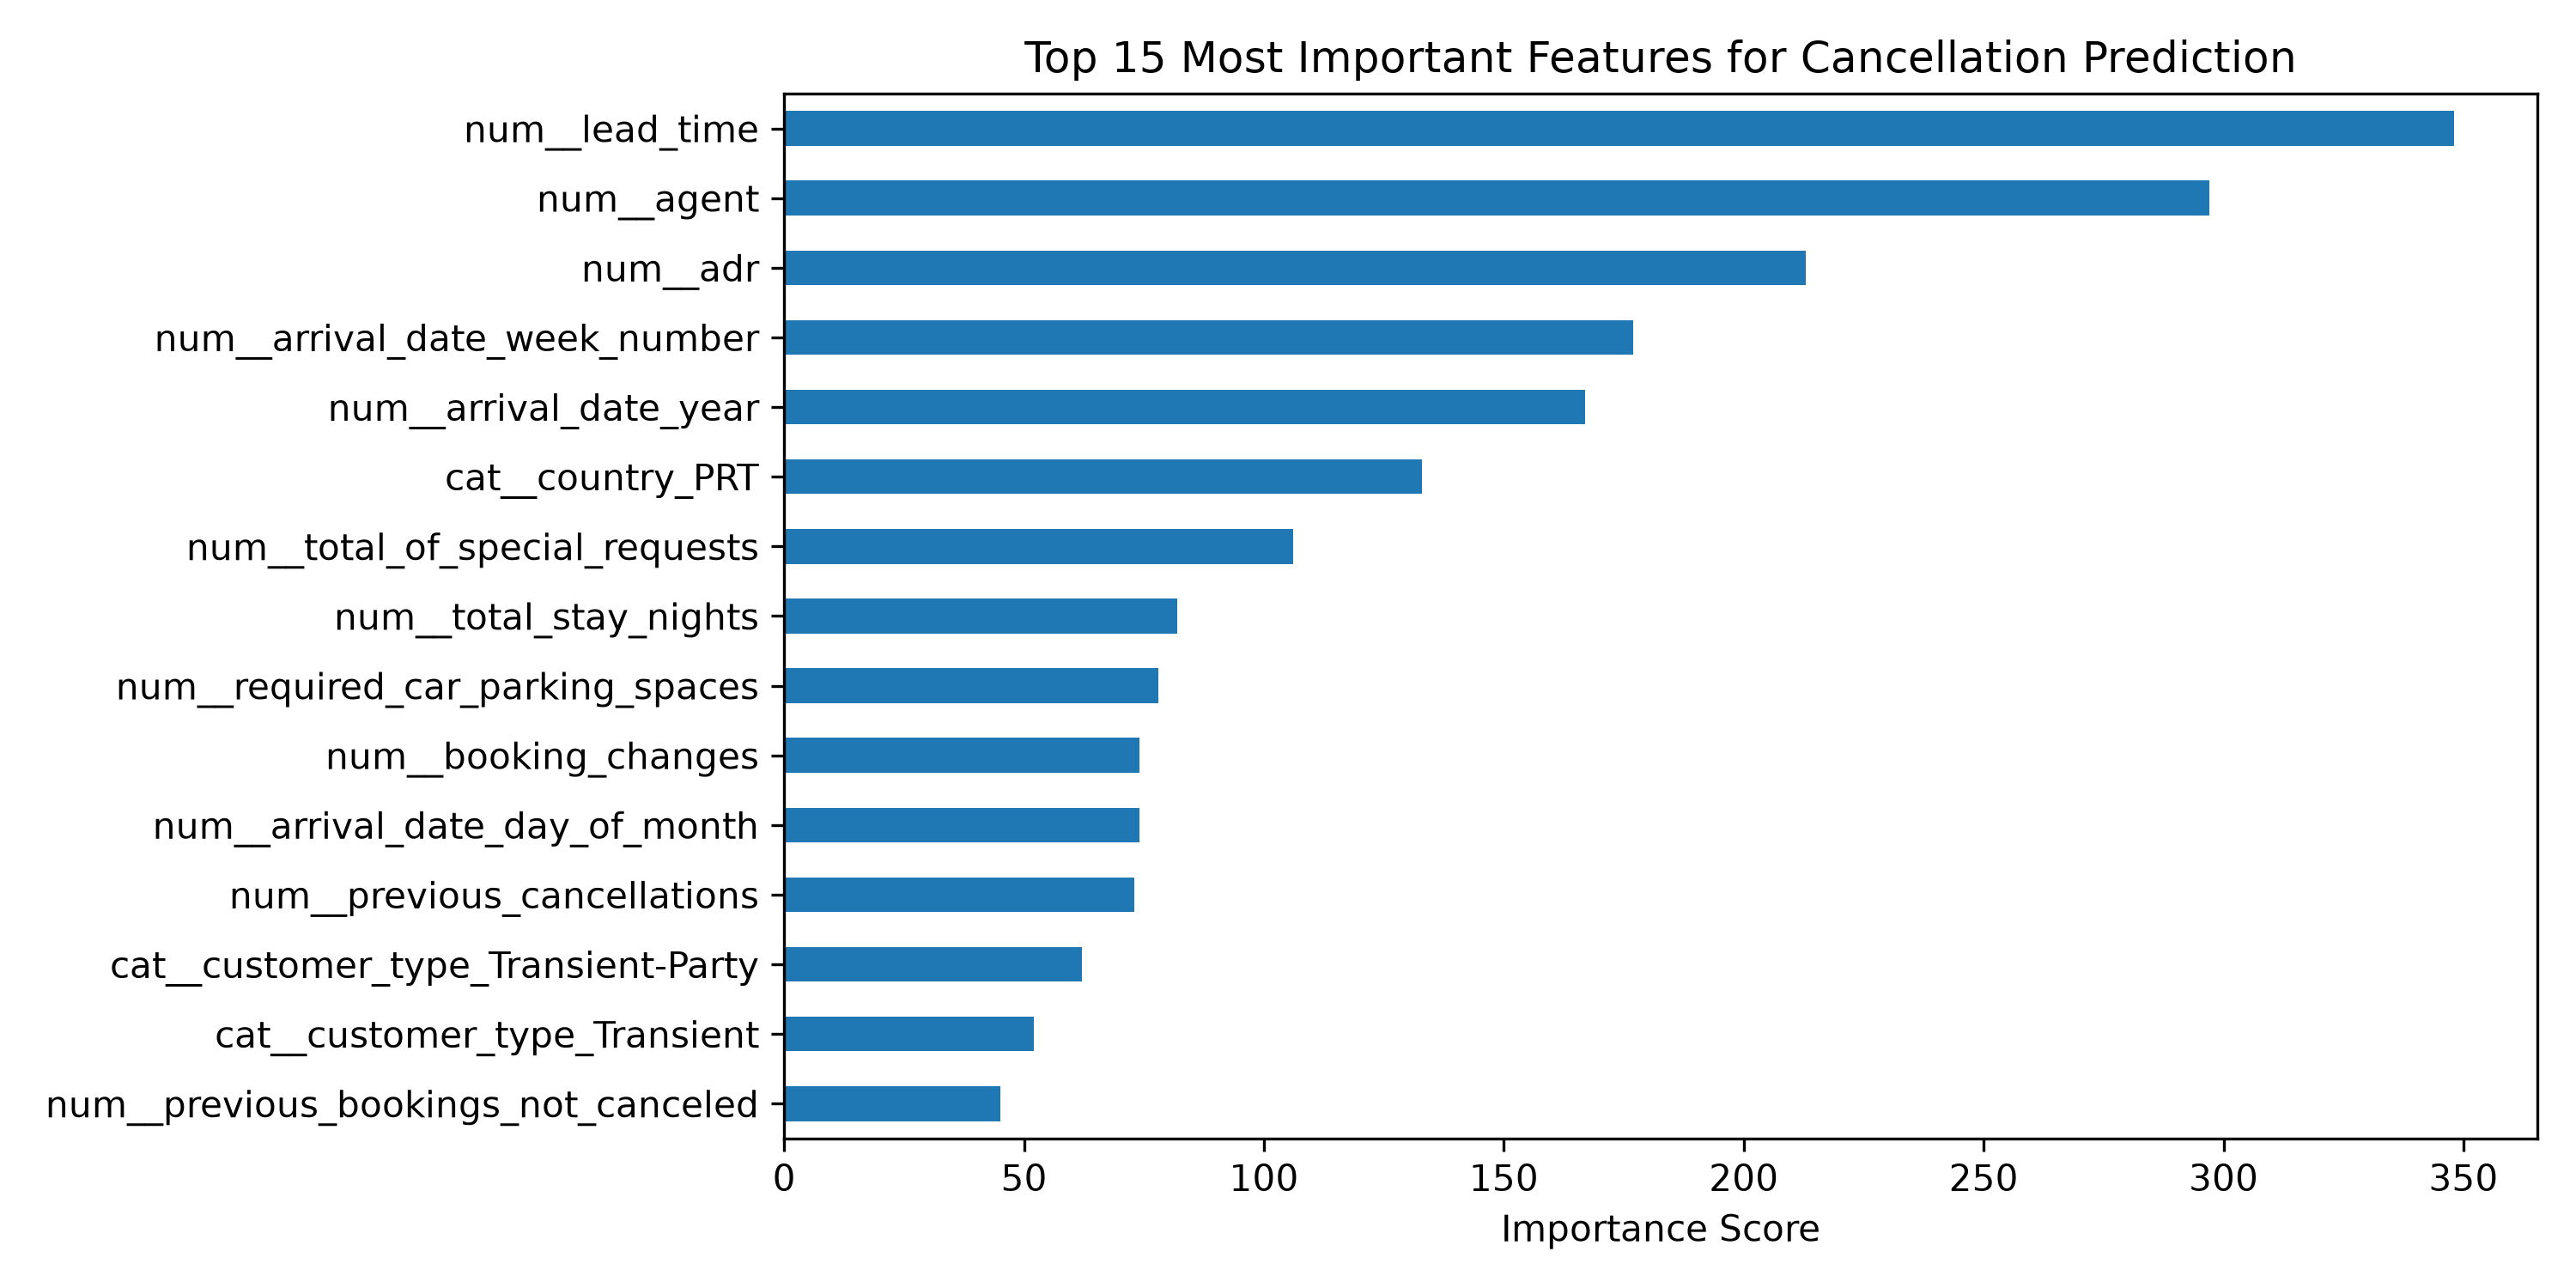 Top 15 Most Important Features for Cancellation Prediction
num__lead_time
num__agent
num__adr
num__arrival_date_week_number
num__arrival_date_year
cat__country_PRT
num__total_of_special_requests
num__total_stay_nights
num__required_car_parking_spaces
num__booking_changes
num__arrival_date_day_of_month
num__previous_cancellations
cat__customer_type_Transient-Party
cat__customer_type_Transient
num__previous_bookings_not_canceled
0 50 100 150 200 250 300 350
Importance Score